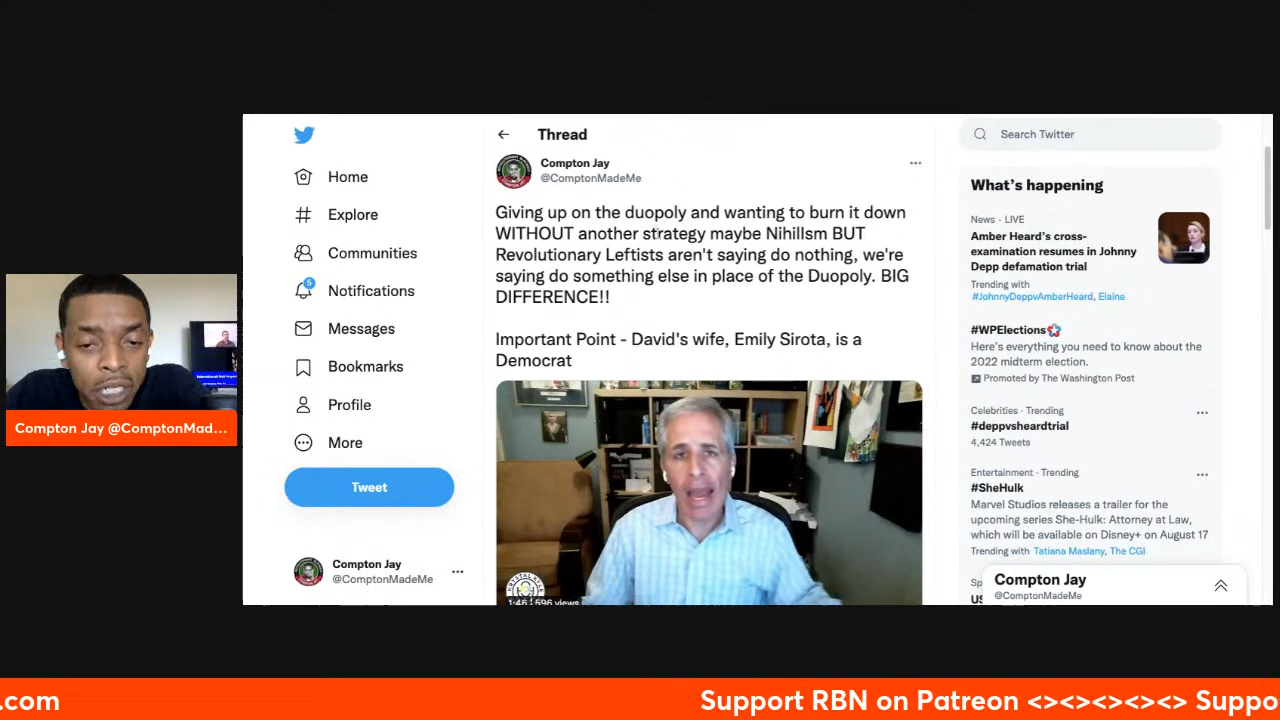 Thread
Search Twitter
Compton Jay
@ComptonMadeMe
Home
Explore
Communities
Notifications
5
Messages
Bookmarks
Profile
More
Tweet
Compton Jay
@ComptonMadeMe
Giving up on the duopoly and wanting to burn it down
WITHOUT another strategy maybe Nihilism BUT
Revolutionary Leftists aren't saying do nothing, we're
saying do something else in place of the Duopoly. BIG
DIFFERENCE!!
Important Point - David's wife, Emily Sirota, is a
Democrat
1:46 596 views
What's happening
News · LIVE
Amber Heard's cross-
examination resumes in Johnny
Depp defamation trial
Trending with
#JohnnyDeppvAmberHeard, Elaine
#WPElections
Here's everything you need to know about the
2022 midterm election.
Promoted by The Washington Post
Celebrities · Trending
#deppvsheardtrial
4,424 Tweets
Entertainment · Trending
#SheHulk
Marvel Studios releases a trailer for the
upcoming series She-Hulk: Attorney at Law,
which will be available on Disney+ on August 17
Trending with Tatiana Maslany, The CGI
Sp
US
Compton Jay
@ComptonMadeMe
Compton Jay @ComptonMad...
.com
Support RBN on Patreon <><><><><> Suppo